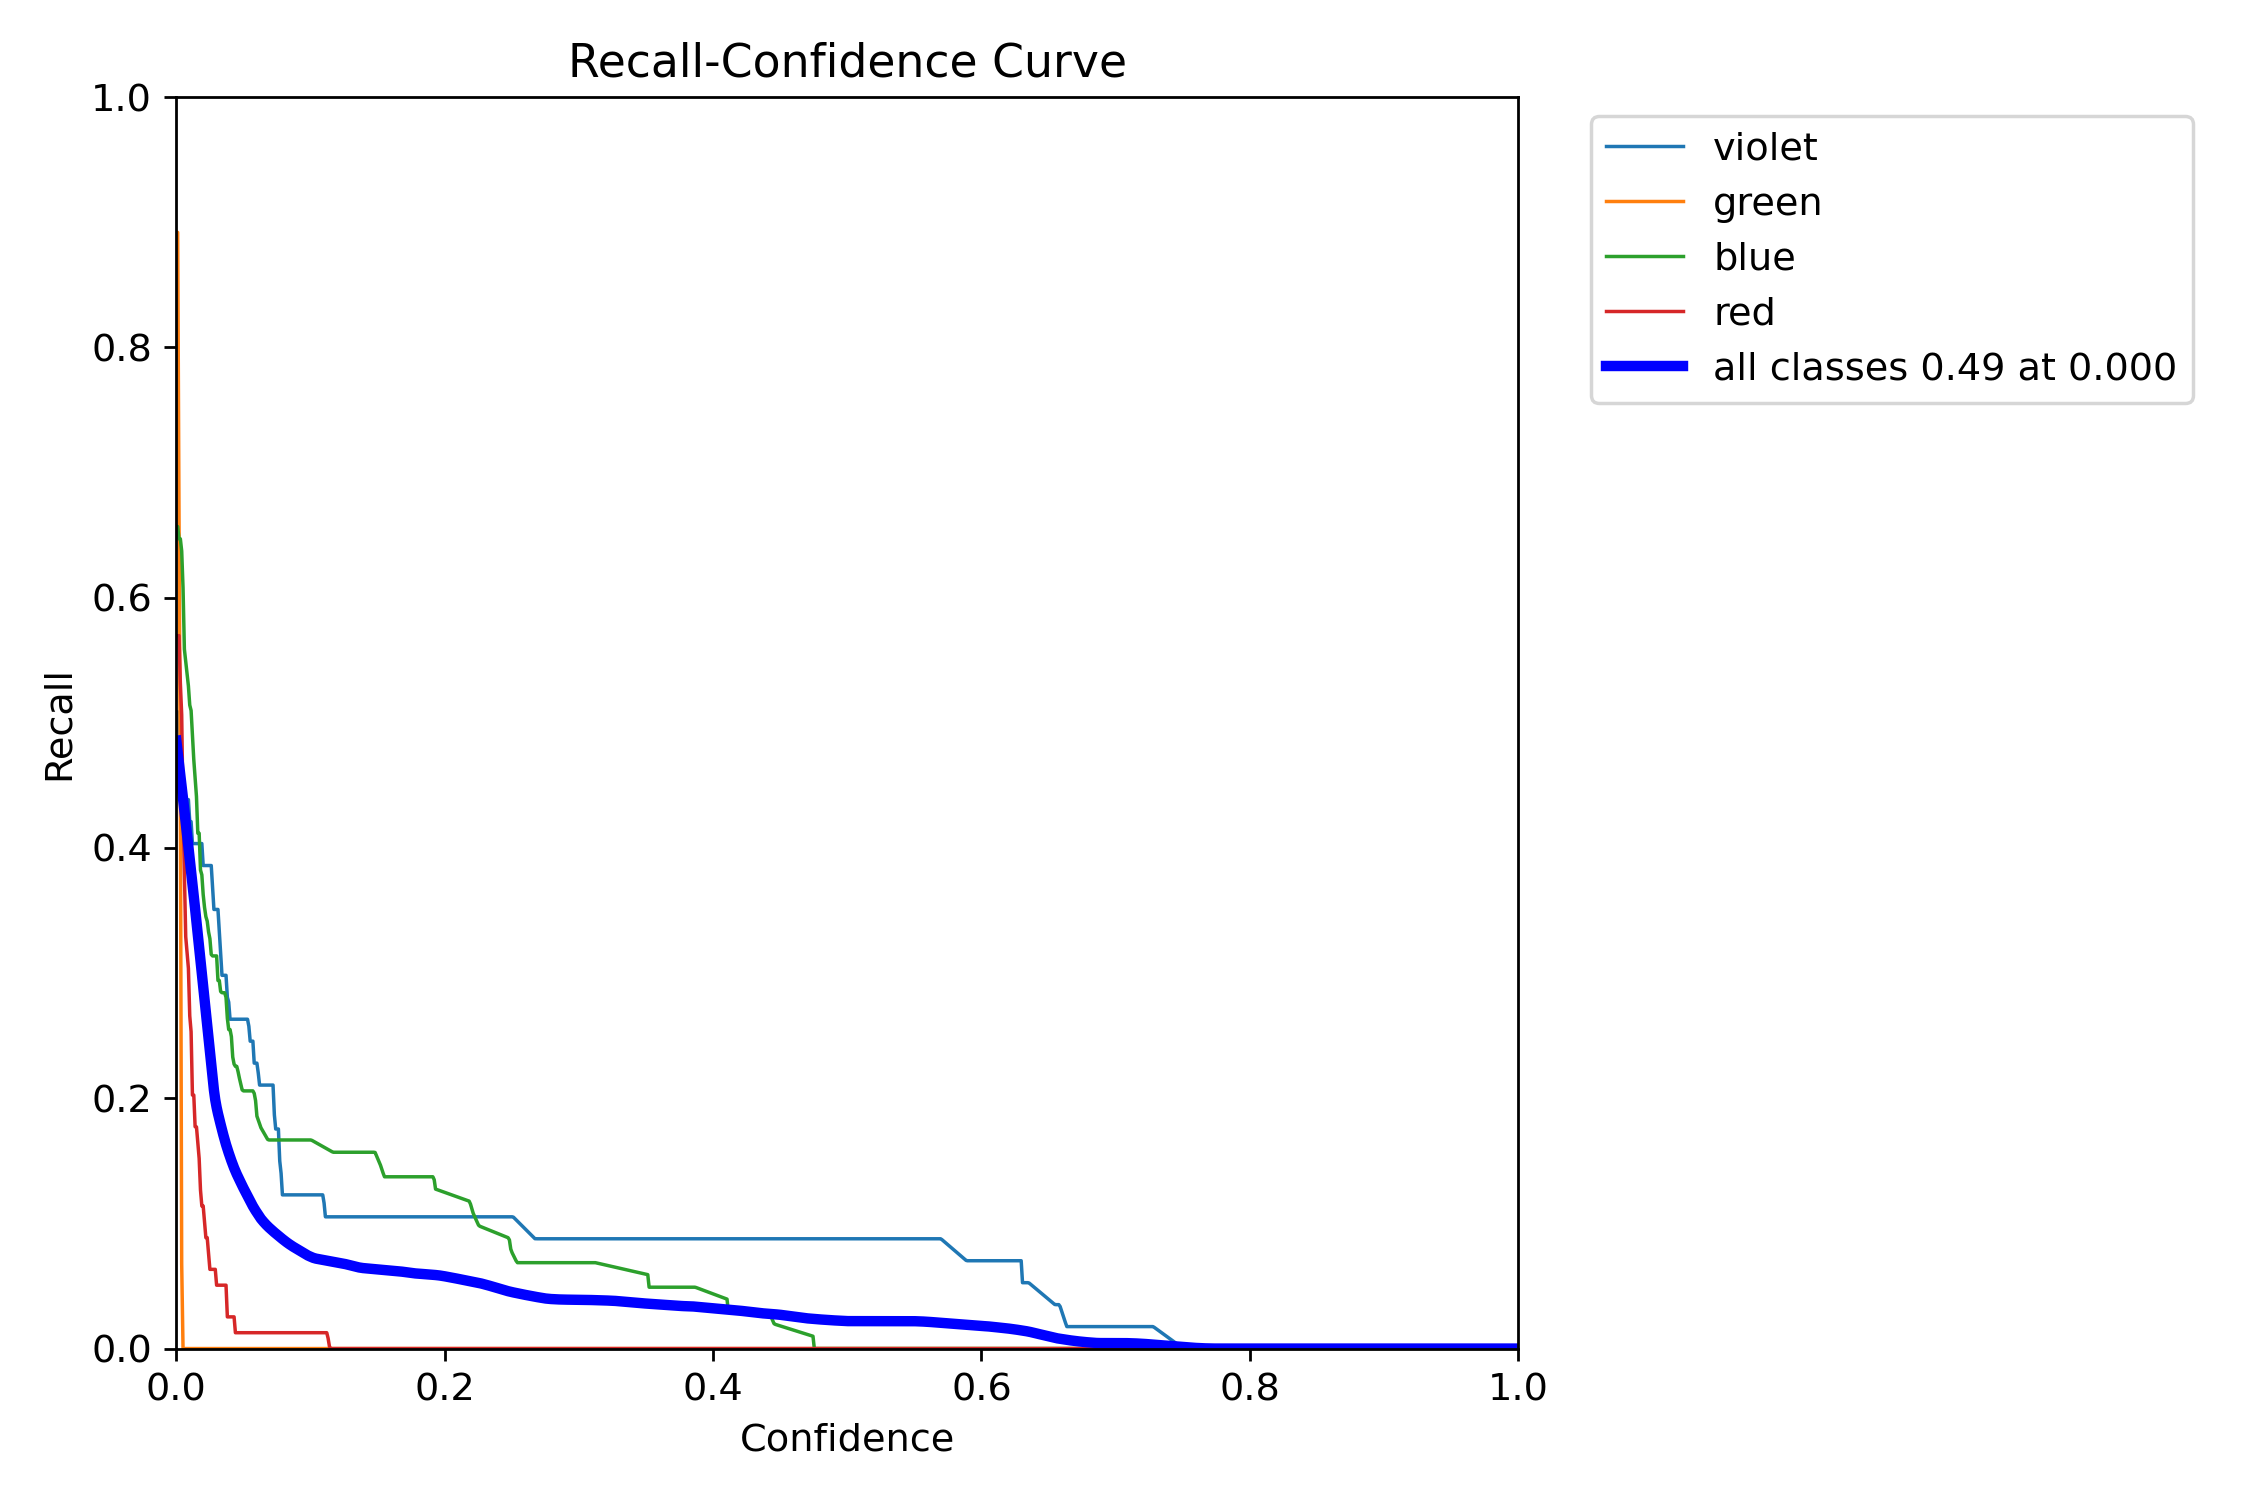 Recall-Confidence Curve
1.0
0.8
0.6
0.4
0.2
0.0
Recall
0.0 0.2 0.4 0.6 0.8 1.0
Confidence
violet
green
blue
red
all classes 0.49 at 0.000